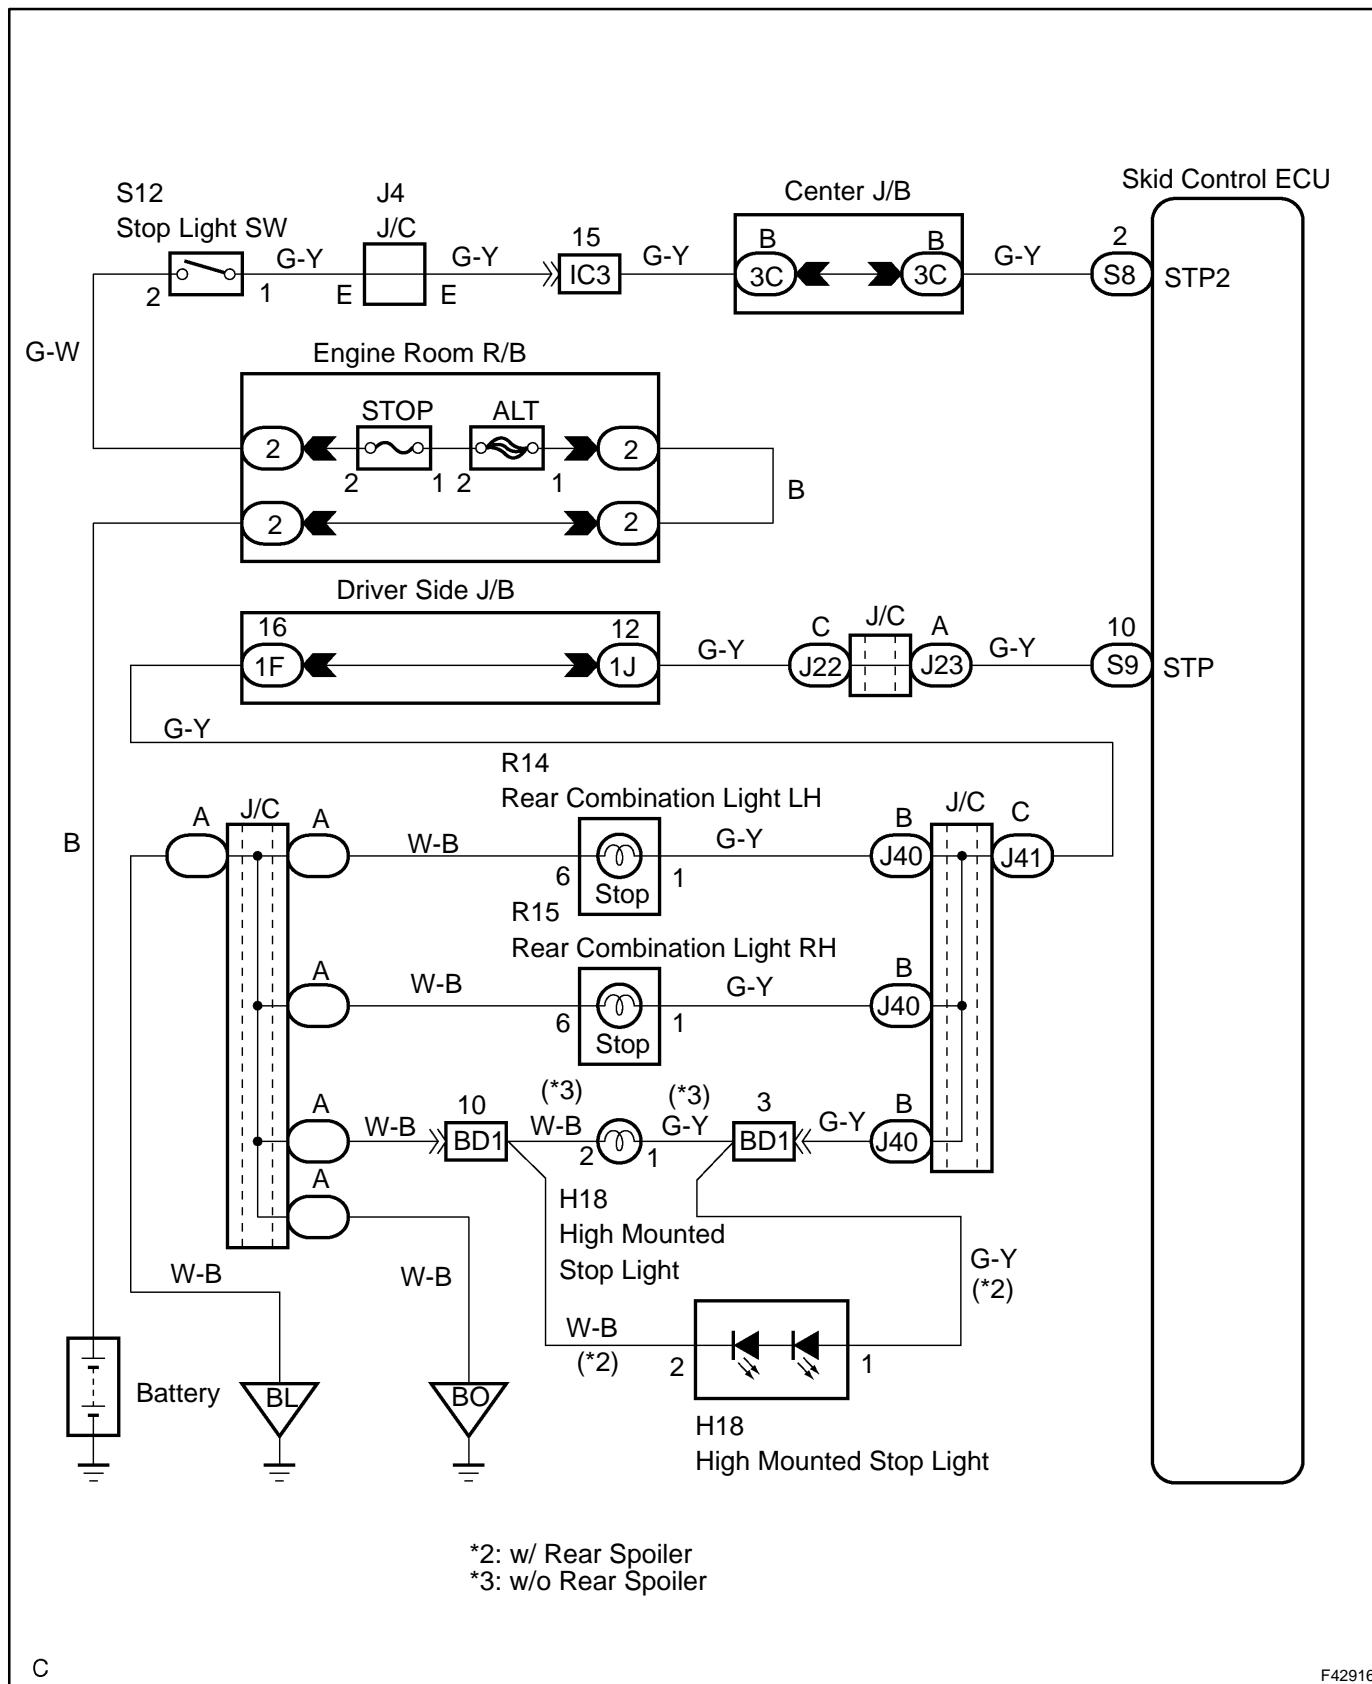 Skid Control ECU
S12
Stop Light SW
J4
J/C
Center J/B
15
B
B
2
G-Y
G-Y
IC3
G-Y
3C
3C
G-Y
S8
STP2
2
1
E
E
G-W
Engine Room R/B
STOP
ALT
2
2
2
1
2
1
B
2
2
Driver Side J/B
16
12
C
J/C
A
10
1F
1J
G-Y
J22
J23
G-Y
S9
STP
G-Y
R14
Rear Combination Light LH
A
J/C
A
B
J/C
C
B
W-B
G-Y
J40
J41
6
1
Stop
R15
Rear Combination Light RH
A
B
W-B
G-Y
J40
6
1
Stop
(*3)
(*3)
A
10
3
B
W-B
BD1
W-B
G-Y
BD1
G-Y
J40
2
1
A
H18
High Mounted
Stop Light
G-Y
(*2)
W-B
W-B
W-B
(*2)
2
1
Battery
BL
BO
H18
High Mounted Stop Light
*2: w/ Rear Spoiler
*3: w/o Rear Spoiler
C
F42916